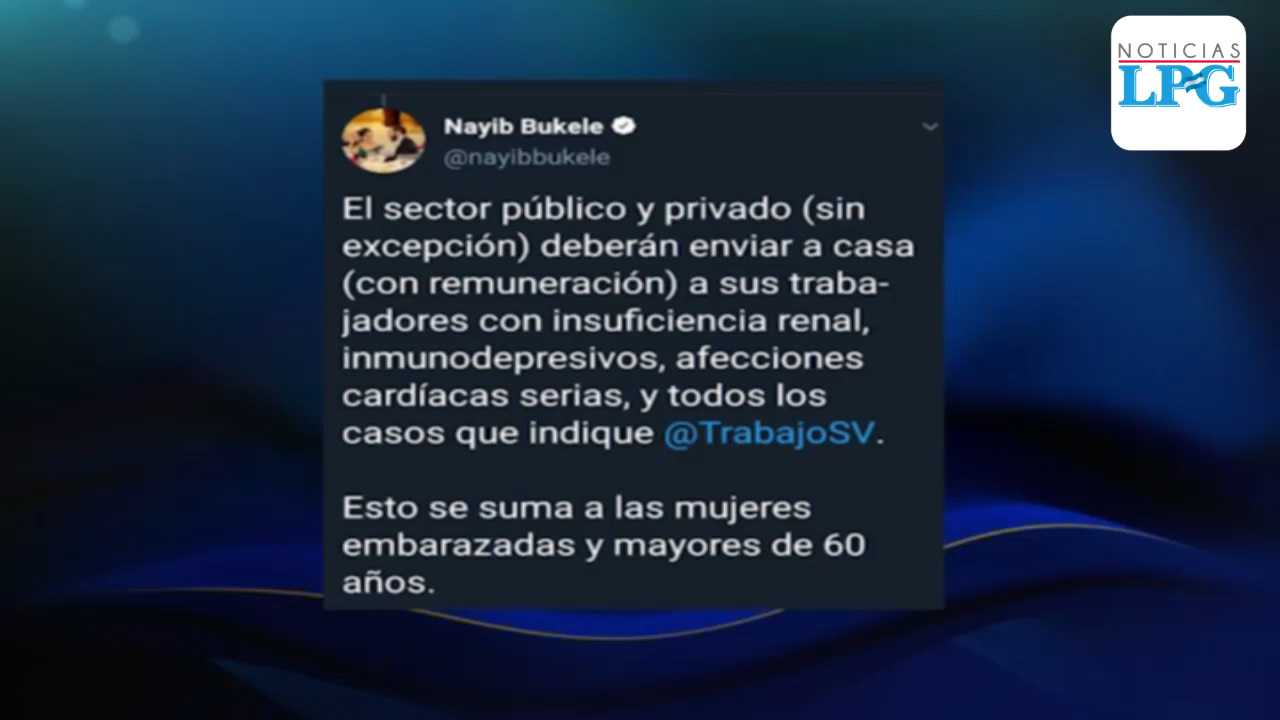 NOTICIAS
LPG
Nayib Bukele
@nayibbukele
El sector público y privado (sin
excepción) deberán enviar a casa
(con remuneración) a sus traba-
jadores con insuficiencia renal,
inmunodepresivos, afecciones
cardíacas serias, y todos los
casos que indique @TrabajoSV.
Esto se suma a las mujeres
embarazadas y mayores de 60
años.